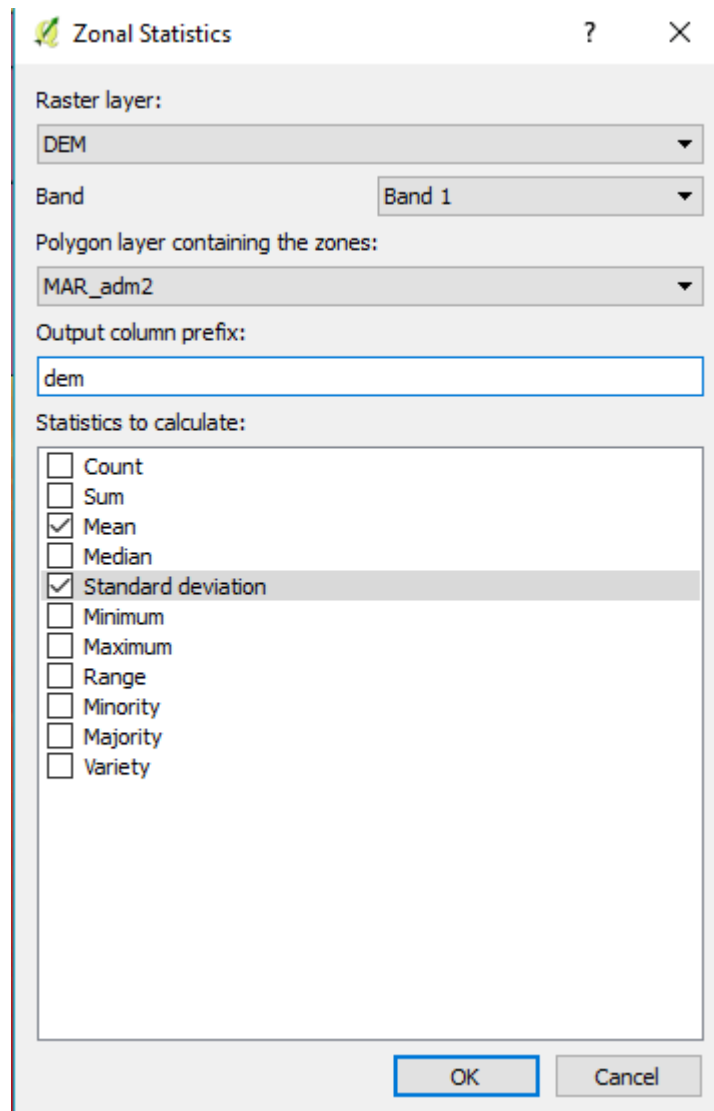 Zonal Statistics ?
Raster layer:
DEM
Band Band 1
Polygon layer containing the zones:
MAR_adm2
Output column prefix:
dem
Statistics to calculate:
Count
Sum
Mean
Median
Standard deviation
Minimum
Maximum
Range
Minority
Majority
Variety
OK Cancel